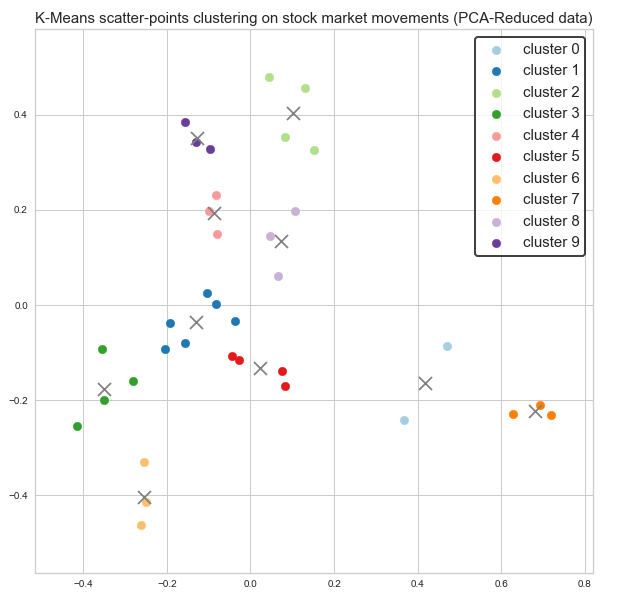 K-Means scatter-points clustering on stock market movements (PCA-Reduced data)
cluster 0
cluster 1
cluster 2
cluster 3
cluster 4
cluster 5
cluster 6
cluster 7
cluster 8
cluster 9
0.4
0.2
0.0
−0.2
−0.4
−0.4 −0.2 0.0 0.2 0.4 0.6 0.8